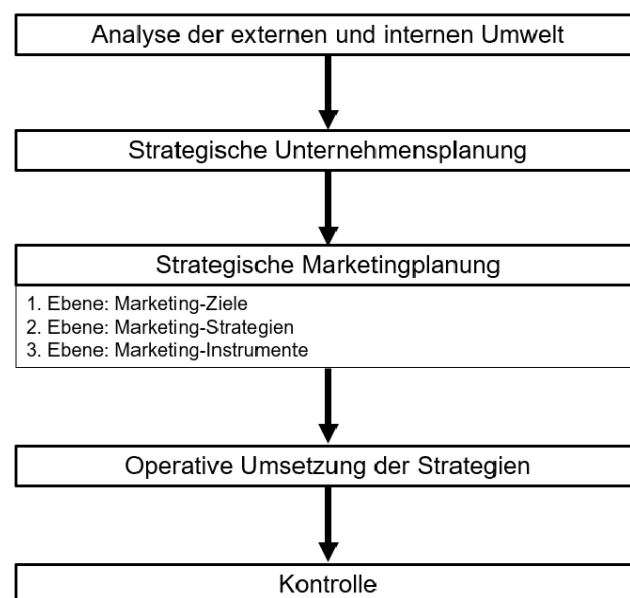 Analyse der externen und internen Umwelt
Strategische Unternehmensplanung
Strategische Marketingplanung
1. Ebene: Marketing-Ziele
2. Ebene: Marketing-Strategien
3. Ebene: Marketing-Instrumente
Operative Umsetzung der Strategien
Kontrolle